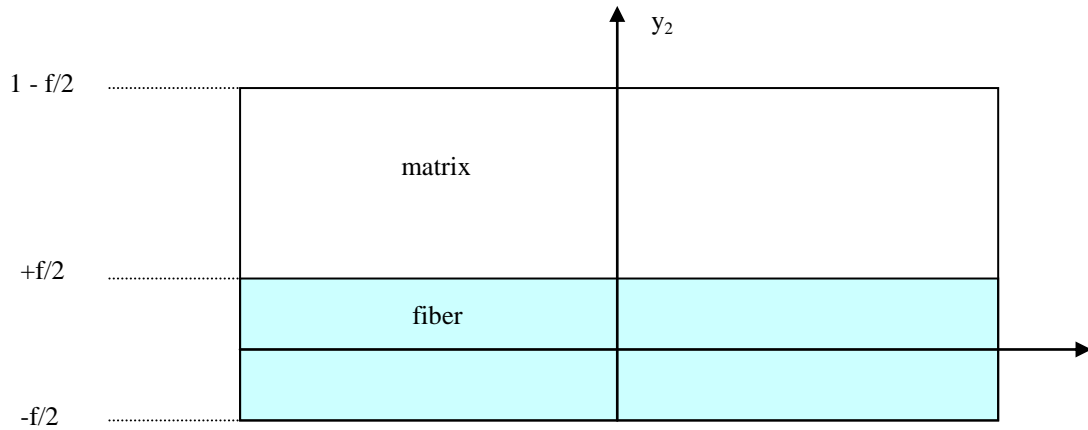 y₂
1 - f/2
matrix
+f/2
fiber
-f/2